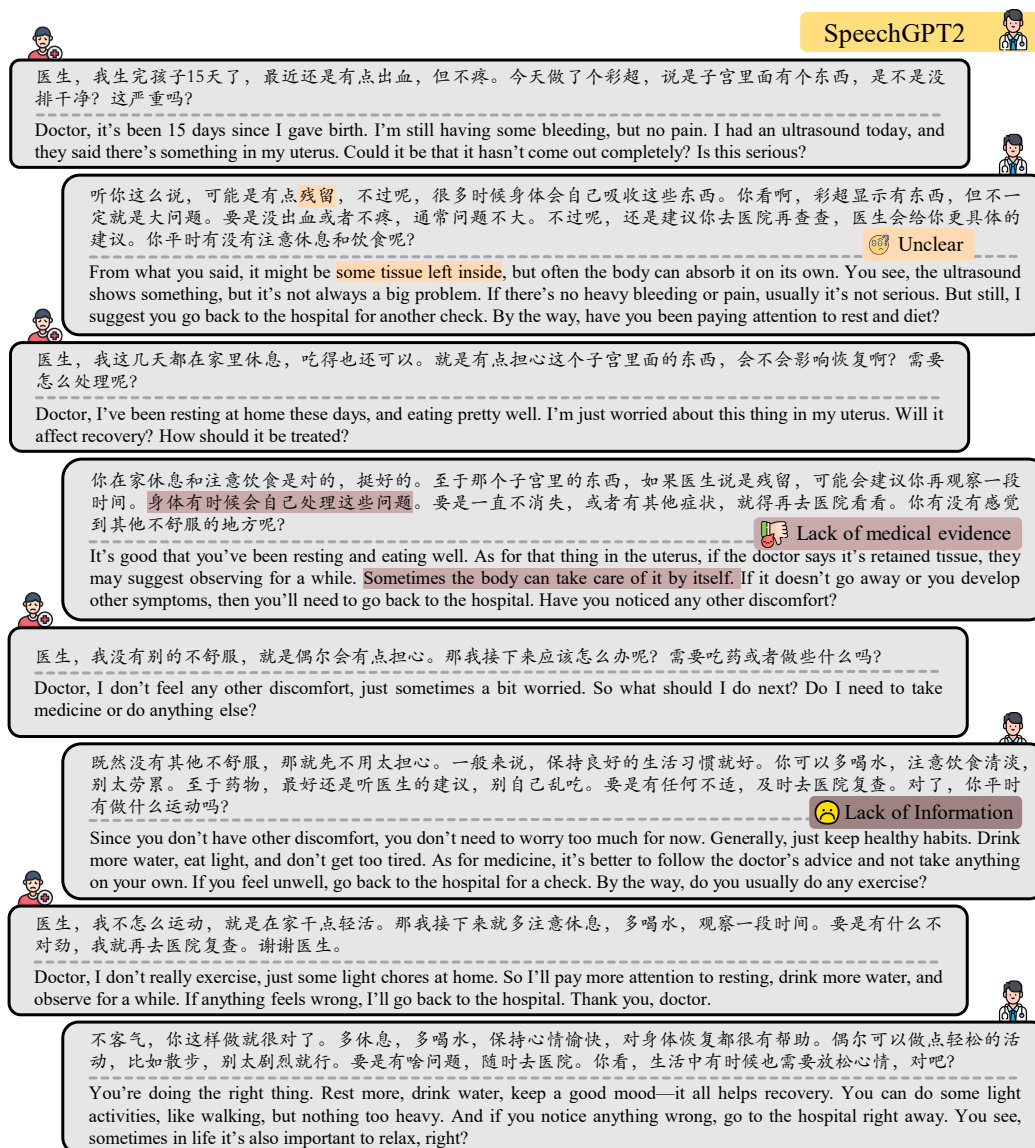 SpeechGPT2
医生，我生完孩子15天了，最近还是有点出血，但不疼。今天做了个彩超，说是子宫里面有个东西，是不是没
排干净？这严重吗？
Doctor, it's been 15 days since I gave birth. I'm still having some bleeding, but no pain. I had an ultrasound today, and
they said there's something in my uterus. Could it be that it hasn't come out completely? Is this serious?
听你这么说，可能是有点残留，不过呢，很多时候身体会自己吸收这些东西。你看啊，彩超显示有东西，但不一
定就是大问题。要是没出血或者不疼，通常问题不大。不过呢，还是建议你去医院再查查，医生会给你更具体的
建议。你平时有没有注意休息和饮食呢？
Unclear
From what you said, it might be some tissue left inside, but often the body can absorb it on its own. You see, the ultrasound
shows something, but it's not always a big problem. If there's no heavy bleeding or pain, usually it's not serious. But still, I
suggest you go back to the hospital for another check. By the way, have you been paying attention to rest and diet?
医生，我这几天都在家里休息，吃得也还可以。就是有点担心这个子宫里面的东西，会不会影响恢复啊？需要
怎么处理呢？
Doctor, I've been resting at home these days, and eating pretty well. I'm just worried about this thing in my uterus. Will it
affect recovery? How should it be treated?
你在家休息和注意饮食是对的，挺好的。至于那个子宫里的东西，如果医生说是残留，可能会建议你再观察一段
时间。身体有时候会自己处理这些问题。要是一直不消失，或者有其他症状，就得再去医院看看。你有没有感觉
到其他不舒服的地方呢？
Lack of medical evidence
It's good that you've been resting and eating well. As for that thing in the uterus, if the doctor says it's retained tissue, they
may suggest observing for a while. Sometimes the body can take care of it by itself. If it doesn't go away or you develop
other symptoms, then you'll need to go back to the hospital. Have you noticed any other discomfort?
医生，我没有别的不舒服，就是偶尔会有点担心。那我接下来应该怎么办呢？需要吃药或者做些什么吗？
Doctor, I don't feel any other discomfort, just sometimes a bit worried. So what should I do next? Do I need to take
medicine or do anything else?
既然没有其他不舒服，那就先不用太担心。一般来说，保持良好的生活习惯就好。你可以多喝水，注意饮食清淡，
别太劳累。至于药物，最好还是听医生的建议，别自己乱吃。要是有任何不适，及时去医院复查。对了，你平时
有做什么运动吗？
Lack of Information
Since you don't have other discomfort, you don't need to worry too much for now. Generally, just keep healthy habits. Drink
more water, eat light, and don't get too tired. As for medicine, it's better to follow the doctor's advice and not take anything
on your own. If you feel unwell, go back to the hospital for a check. By the way, do you usually do any exercise?
医生，我不怎么运动，就是在家干点轻活。那我接下来就多注意休息，多喝水，观察一段时间。要是有什么不
对劲，我就再去医院复查。谢谢医生。
Doctor, I don't really exercise, just some light chores at home. So I'll pay more attention to resting, drink more water, and
observe for a while. If anything feels wrong, I'll go back to the hospital. Thank you, doctor.
不客气，你这样做就很对了。多休息，多喝水，保持心情愉快，对身体恢复都很有帮助。偶尔可以做点轻松的活
动，比如散步，别太剧烈就行。要是有啥问题，随时去医院。你看，生活中有时候也需要放松心情，对吧？
You're doing the right thing. Rest more, drink water, keep a good mood—it all helps recovery. You can do some light
activities, like walking, but nothing too heavy. And if you notice anything wrong, go to the hospital right away. You see,
sometimes in life it's also important to relax, right?